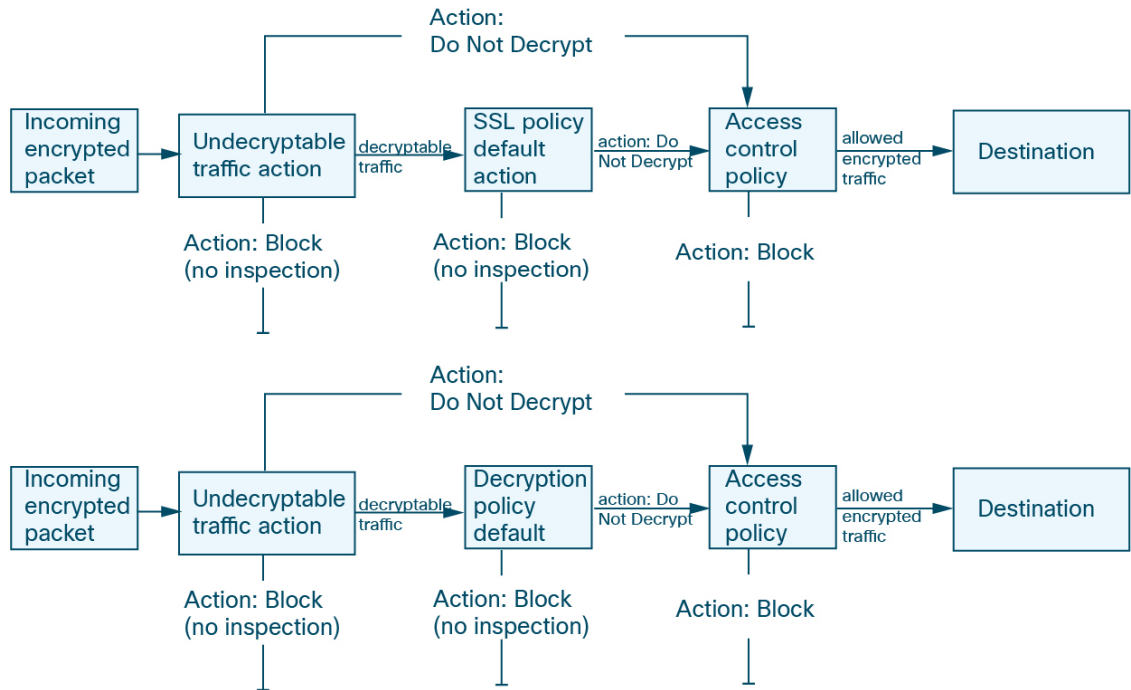 Action:
Do Not Decrypt
Incoming
encrypted
packet
Undecryptable
traffic action
decryptable
traffic
SSL policy
default
action
action: Do
Not Decrypt
Access
control
policy
allowed
encrypted
traffic
Destination
Action: Block
(no inspection)
Action: Block
(no inspection)
Action: Block
Action:
Do Not Decrypt
Incoming
encrypted
packet
Undecryptable
traffic action
decryptable
traffic
Decryption
policy
default
action: Do
Not Decrypt
Access
control
policy
allowed
encrypted
traffic
Destination
Action: Block
(no inspection)
Action: Block
(no inspection)
Action: Block